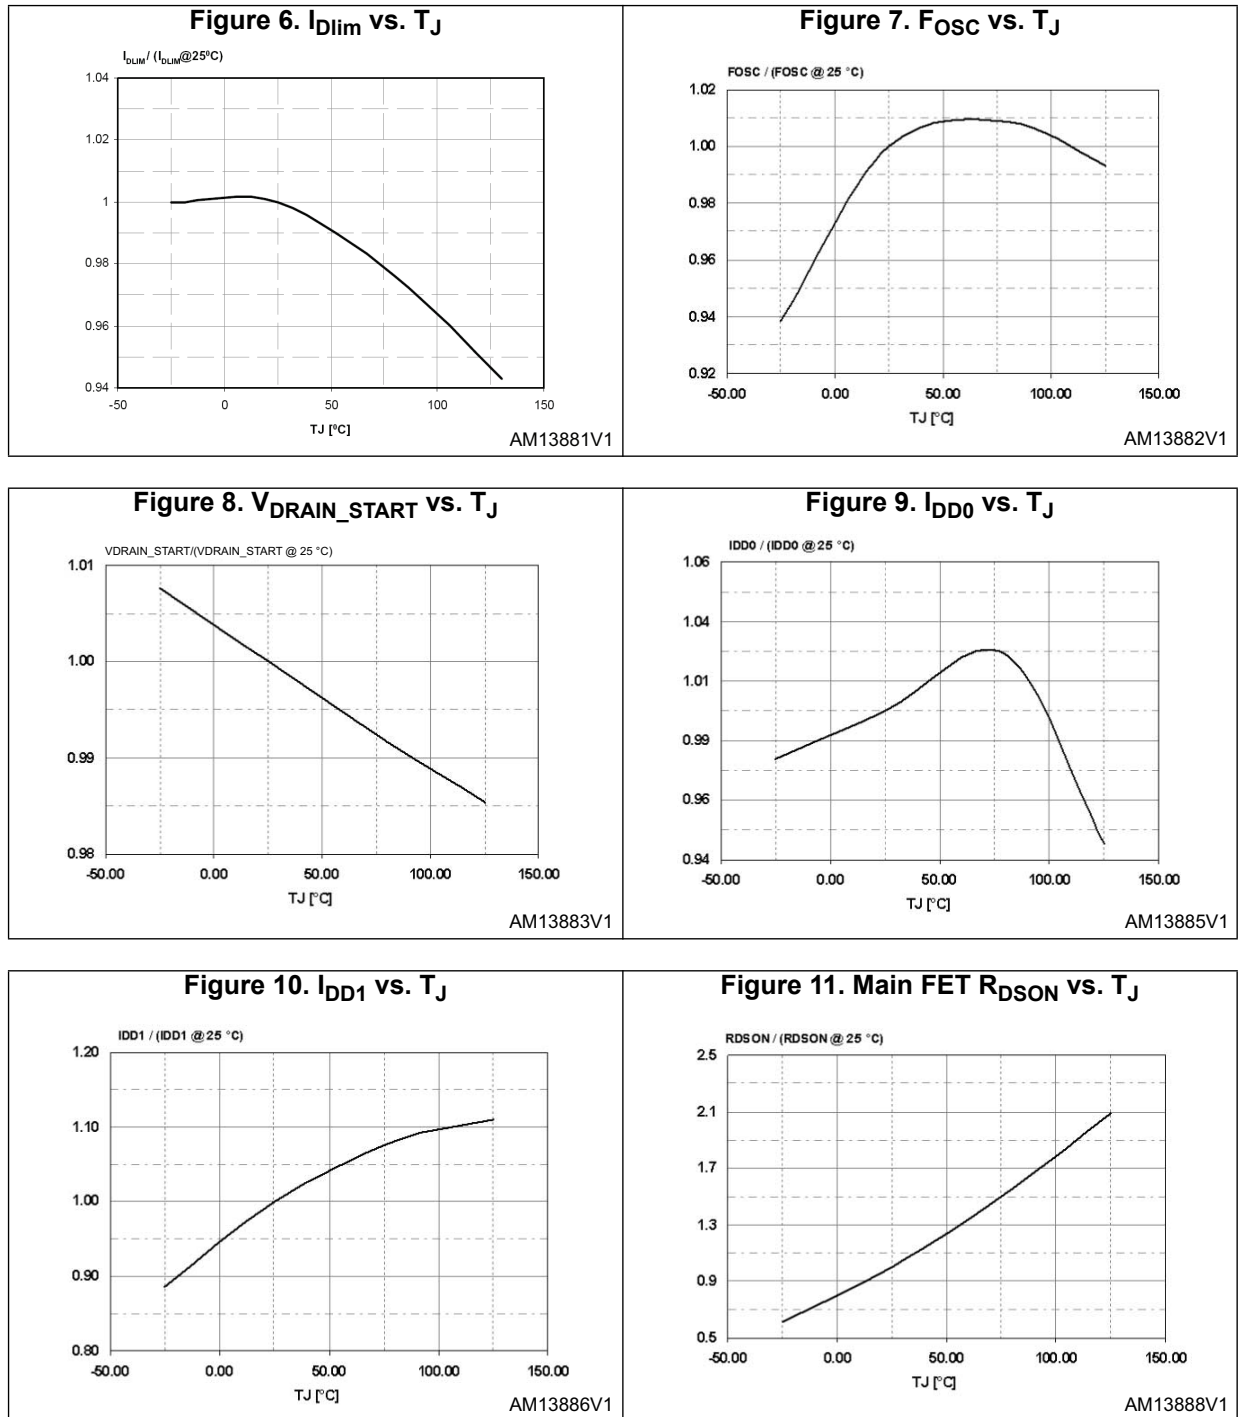 Figure 6. IDlim vs. TJ
IDLIM / (IDLIM@25ºC)
1.04
1.02
1
0.98
0.96
0.94
-50
0
50
100
150
TJ [ºC]
AM13881V1
Figure 7. FOSC vs. TJ
FOSC / (FOSC @ 25 °C)
1.02
1.00
0.98
0.96
0.94
0.92
-50.00
0.00
50.00
100.00
150.00
TJ [°C]
AM13882V1
Figure 8. VDRAIN_START vs. TJ
VDRAIN_START/(VDRAIN_START @ 25 °C)
1.01
1.00
0.99
0.98
-50.00
0.00
50.00
100.00
150.00
TJ [°C]
AM13883V1
Figure 9. IDD0 vs. TJ
IDD0 / (IDD0 @ 25 °C)
1.06
1.04
1.01
0.99
0.96
0.94
-50.00
0.00
50.00
100.00
150.00
TJ [°C]
AM13885V1
Figure 10. IDD1 vs. TJ
IDD1 / (IDD1 @ 25 °C)
1.20
1.10
1.00
0.90
0.80
-50.00
0.00
50.00
100.00
150.00
TJ [°C]
AM13886V1
Figure 11. Main FET RDSON vs. TJ
RDSON / (RDSON @ 25 °C)
2.5
2.1
1.7
1.3
0.9
0.5
-50.00
0.00
50.00
100.00
150.00
TJ [°C]
AM13888V1